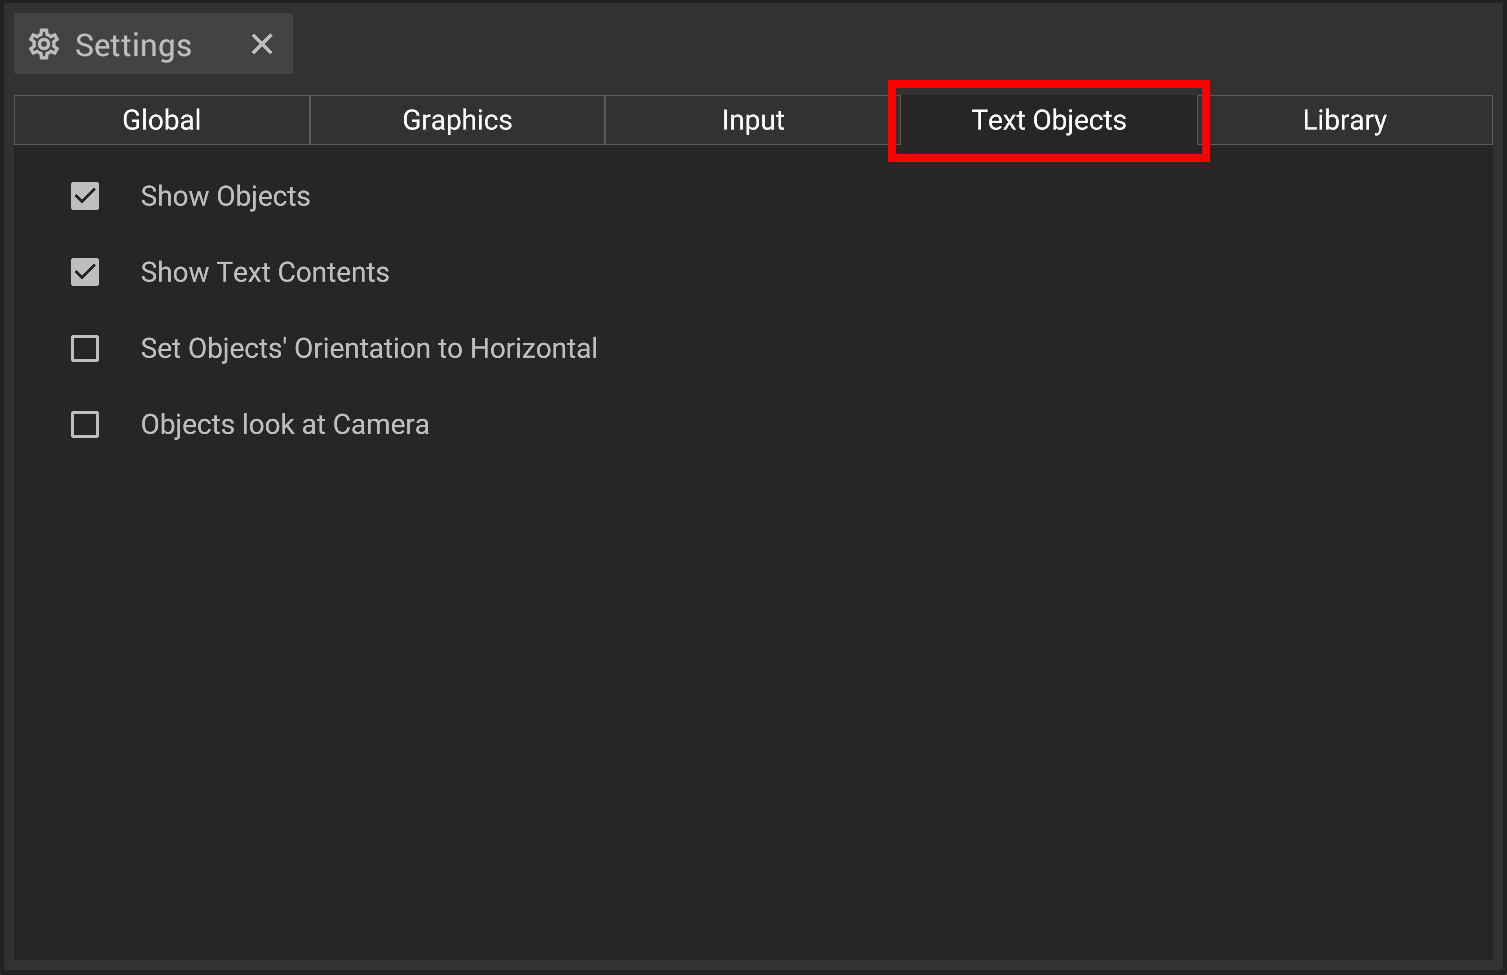 Settings
Global Graphics Input Text Objects Library
Show Objects
Show Text Contents
Set Objects' Orientation to Horizontal
Objects look at Camera